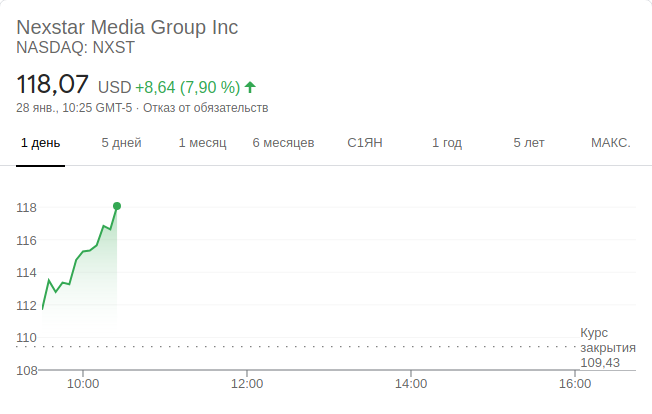 Nexstar Media Group Inc
NASDAQ: NXST
118,07 USD +8,64 (7,90 %)
28 янв., 10:25 GMT-5 · Отказ от обязательств
1 день 5 дней 1 месяц 6 месяцев С1ЯН 1 год 5 лет МАКС.
118
116
114
112
110
108
Курс
закрытия
109,43
10:00 12:00 14:00 16:00